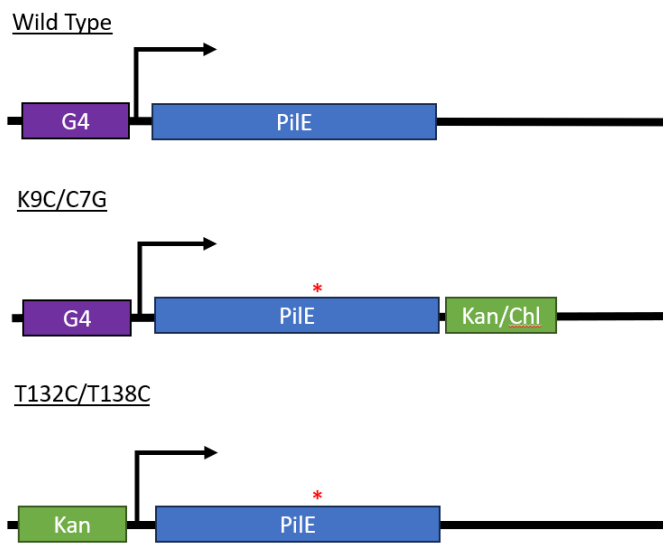 Wild Type
G4
PilE
K9C/C7G
*
G4
PilE
Kan/Chl
T132C/T138C
*
Kan
PilE